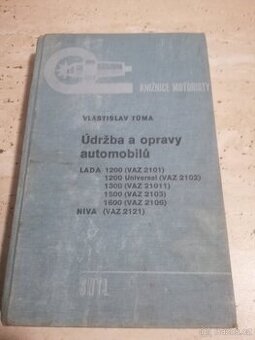 KNIŽNICE MOTORISTY
VLASTISLAV TŮMA
Údržba a opravy
automobilů
LADA 1200 (VAZ 2101)
1200 Universal (VAZ 2102)
1300 (VAZ 21011)
1500 (VAZ 2103)
1600 (VAZ 2106)
NIVA (VAZ 2121)
SNTL